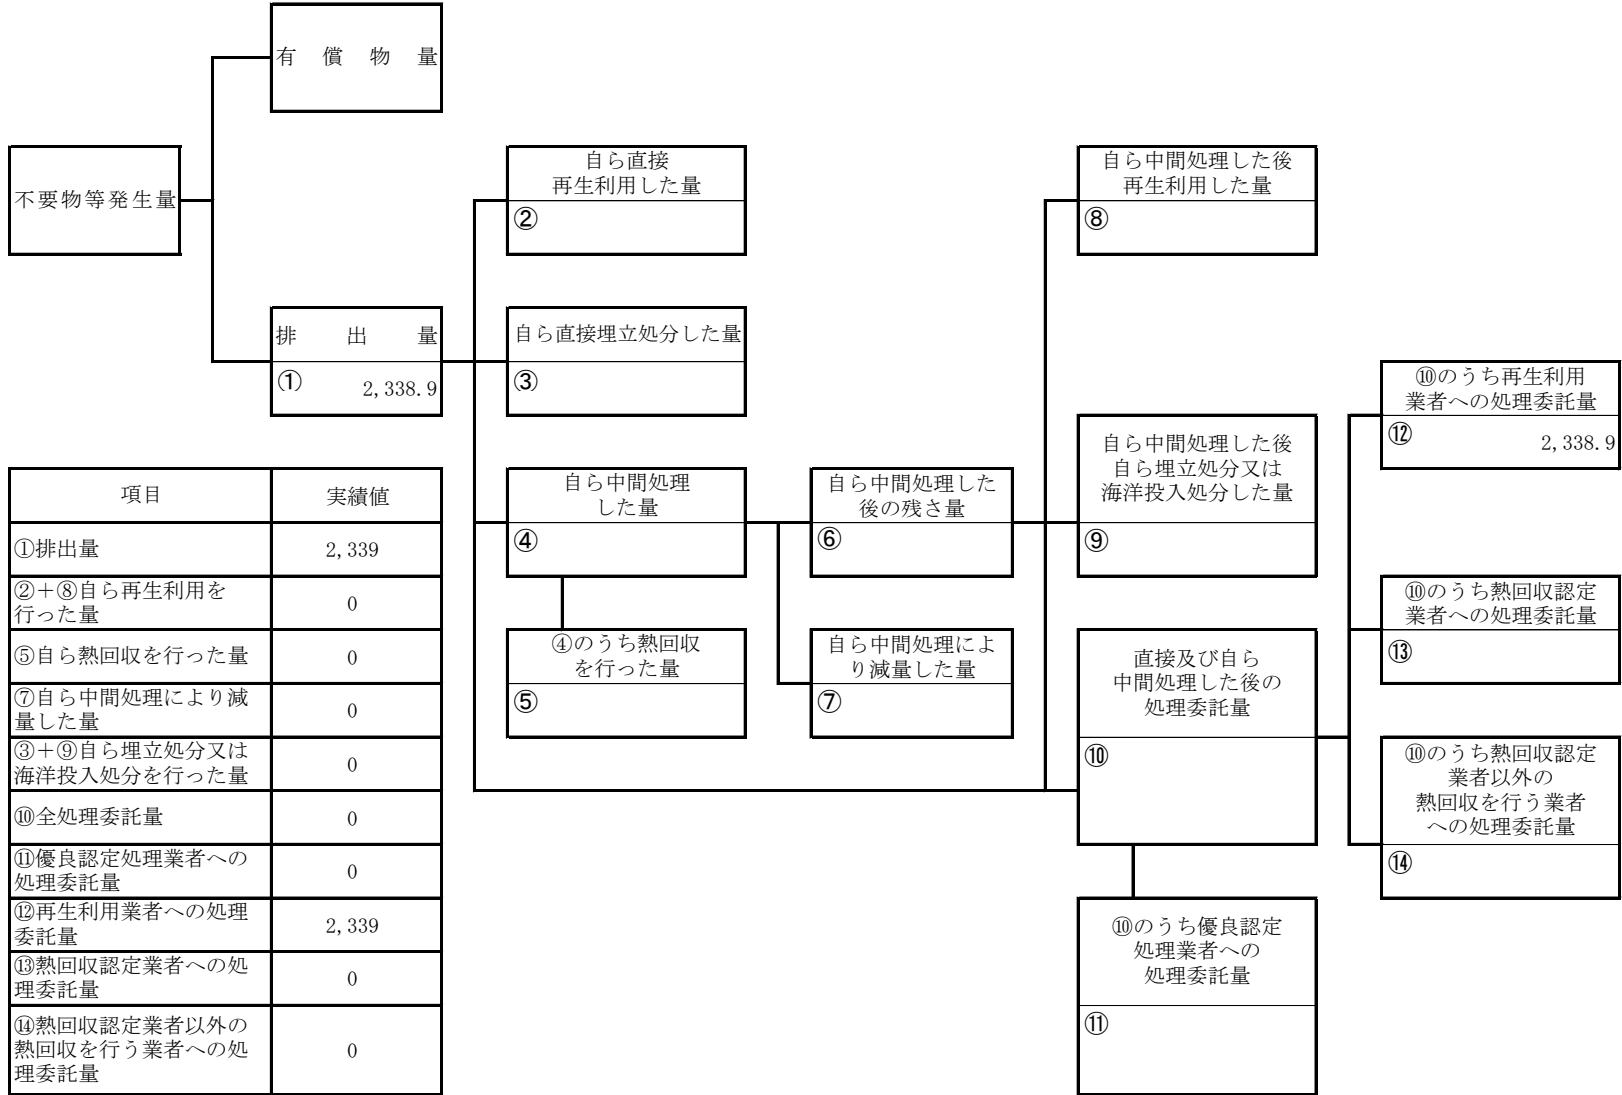 有償物量
不要物等発生量
排出量
① 2,338.9
自ら直接
再生利用した量
②
自ら直接埋立処分した量
③
自ら中間処理
した量
④
④のうち熱回収
を行った量
⑤
自ら中間処理した
後の残さ量
⑥
自ら中間処理によ
り減量した量
⑦
自ら中間処理した後
再生利用した量
⑧
自ら中間処理した後
自ら埋立処分又は
海洋投入処分した量
⑨
直接及び自ら
中間処理した後の
処理委託量
⑩
⑩のうち優良認定
処理業者への
処理委託量
⑪
⑩のうち再生利用
業者への処理委託量
⑫ 2,338.9
⑩のうち熱回収認定
業者への処理委託量
⑬
⑩のうち熱回収認定
業者以外の
熱回収を行う業者
への処理委託量
⑭
項目 実績値
①排出量 2,339
②+⑧自ら再生利用を
行った量 0
⑤自ら熱回収を行った量 0
⑦自ら中間処理により減
量した量 0
③+⑨自ら埋立処分又は
海洋投入処分を行った量 0
⑩全処理委託量 0
⑪優良認定処理業者への
処理委託量 0
⑫再生利用業者への処理
委託量 2,339
⑬熱回収認定業者への処
理委託量 0
⑭熱回収認定業者以外の
熱回収を行う業者への処
理委託量 0